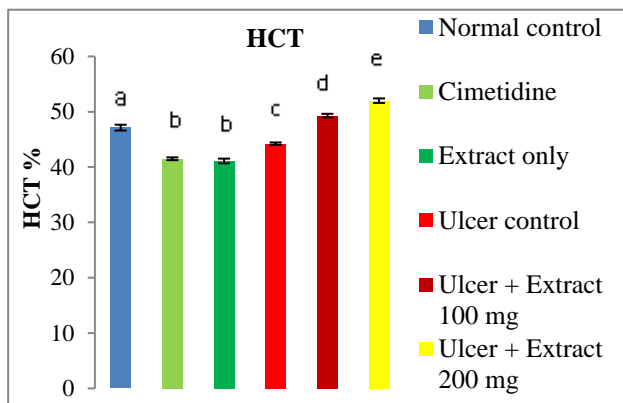 HCT
60
50
40
30
20
10
0
HCT %
a
b
b
c
d
e
Normal control
Cimetidine
Extract only
Ulcer control
Ulcer + Extract
100 mg
Ulcer + Extract
200 mg